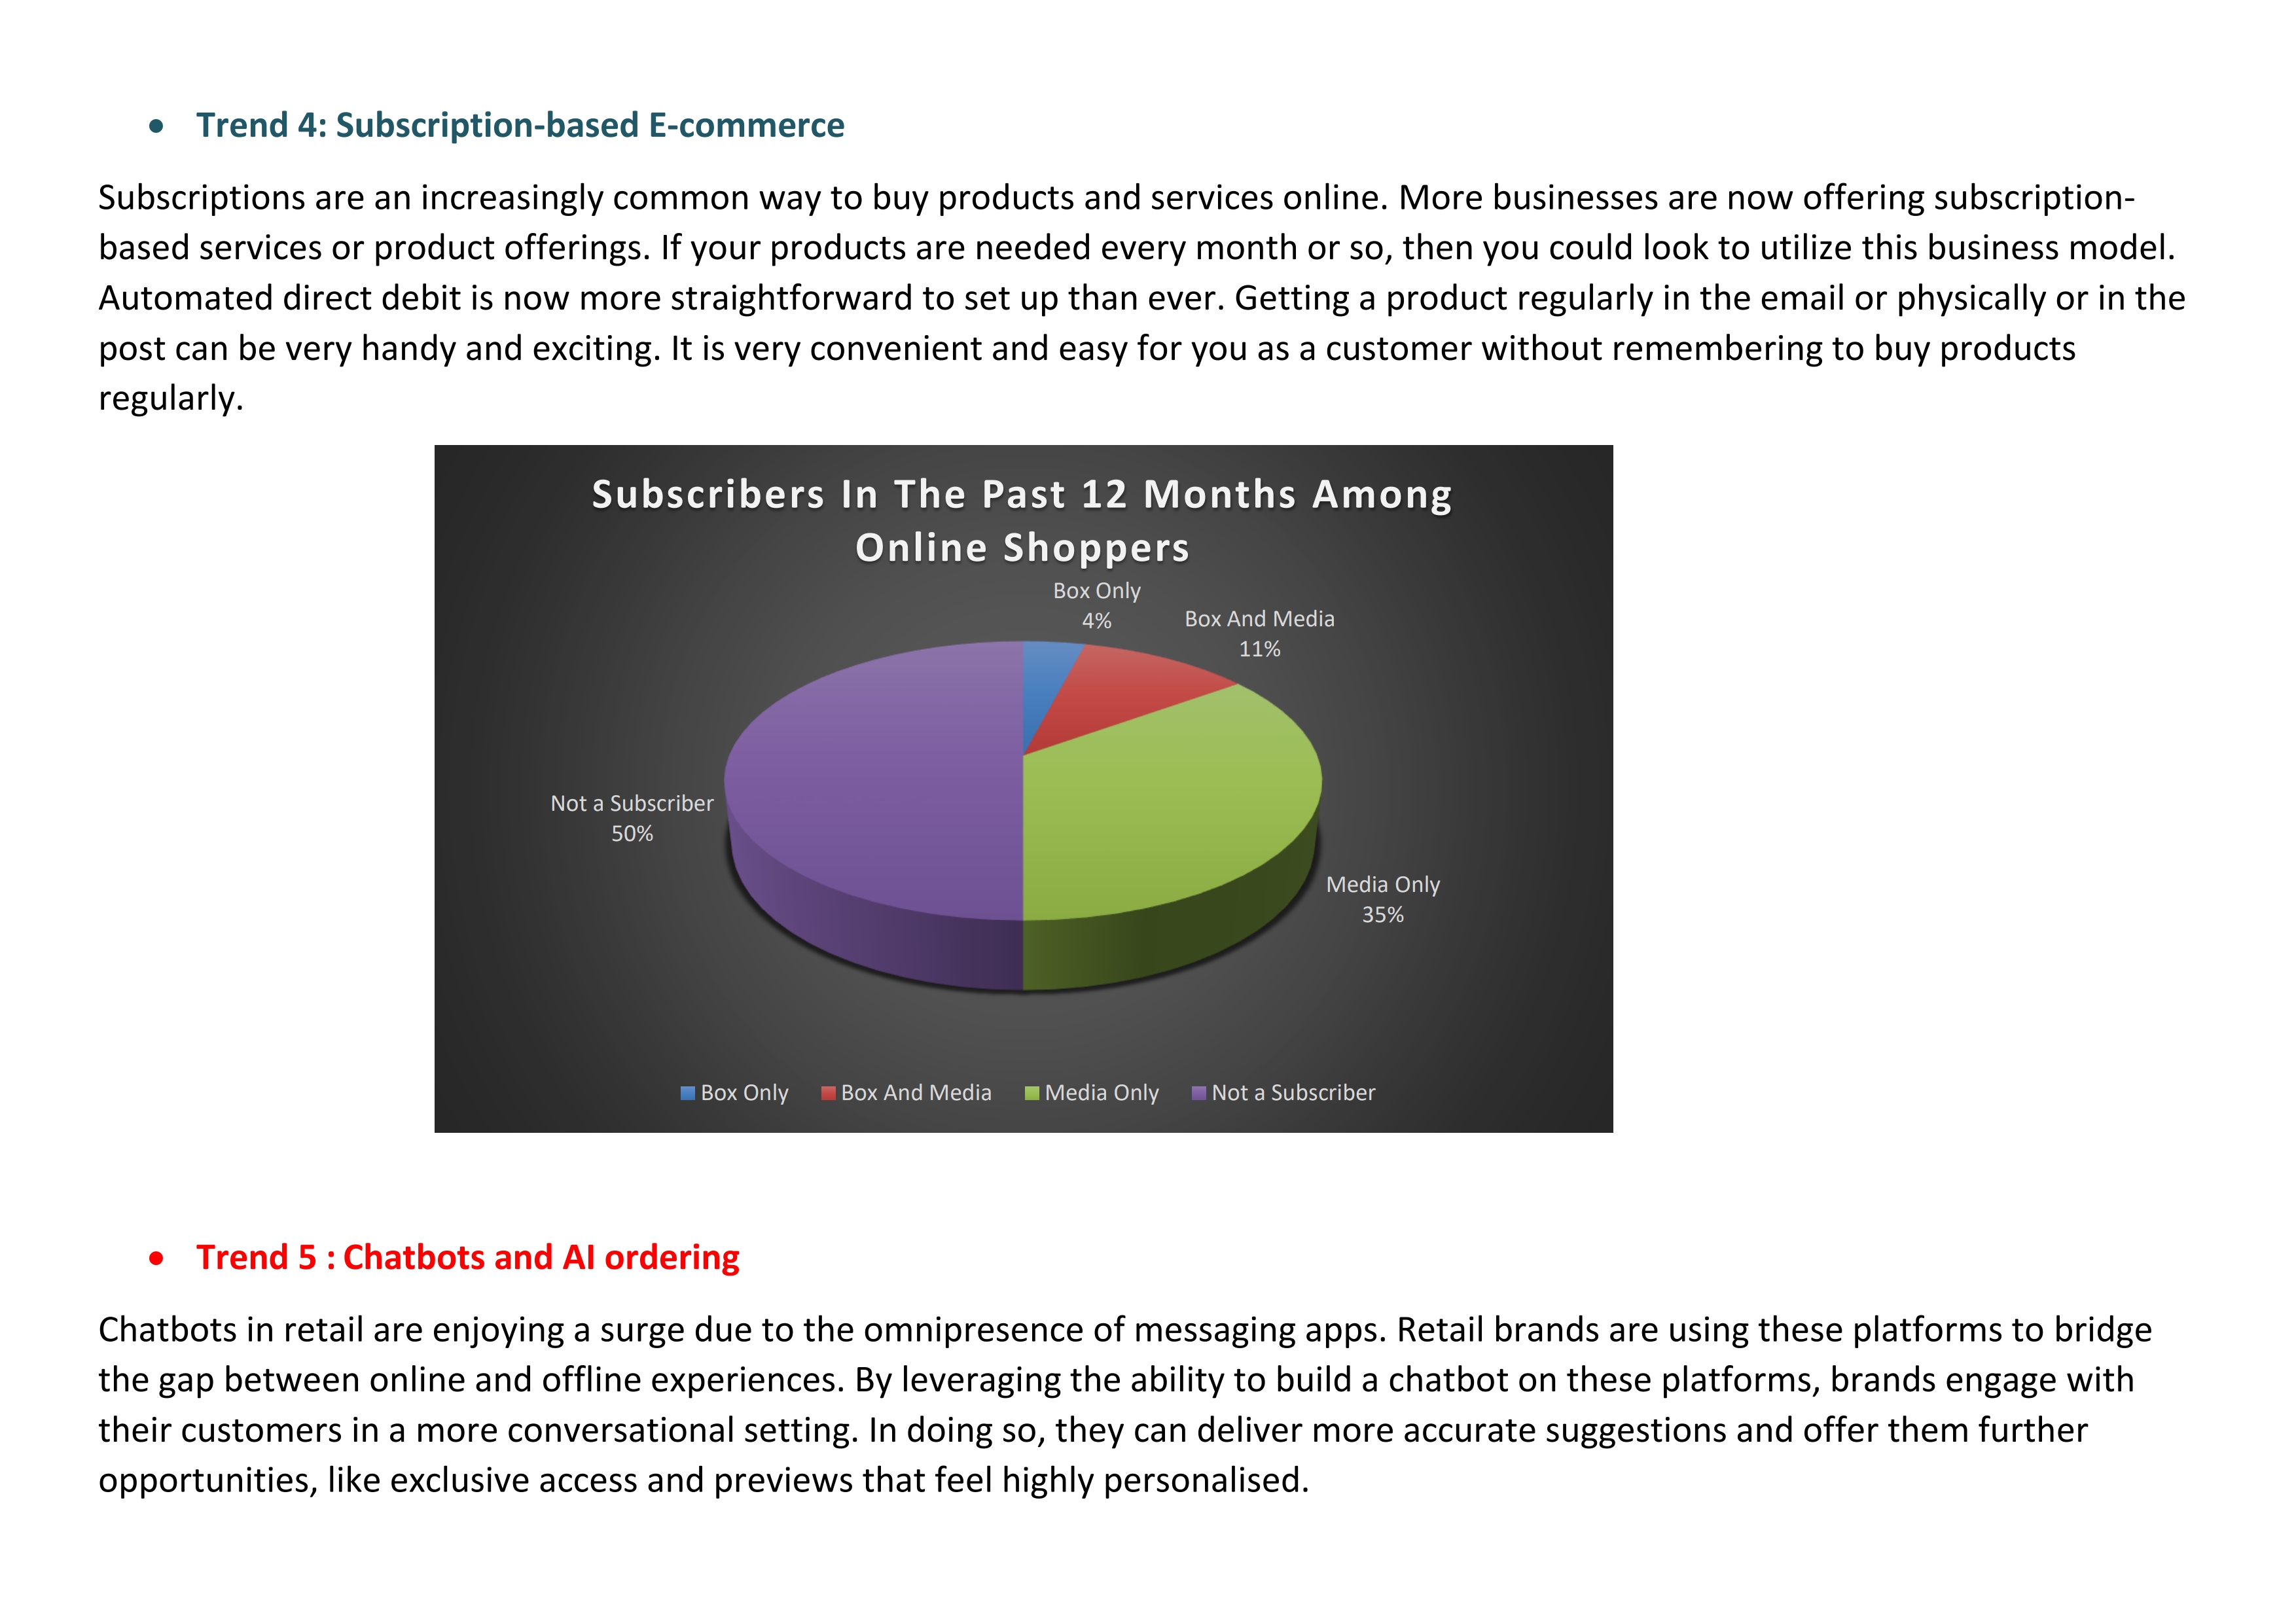 • Trend 4: Subscription-based E-commerce
Subscriptions are an increasingly common way to buy products and services online. More businesses are now offering subscription-
based services or product offerings. If your products are needed every month or so, then you could look to utilize this business model.
Automated direct debit is now more straightforward to set up than ever. Getting a product regularly in the email or physically or in the
post can be very handy and exciting. It is very convenient and easy for you as a customer without remembering to buy products
regularly.
Subscribers In The Past 12 Months Among
Online Shoppers
Box Only
4%
Box And Media
11%
Not a Subscriber
50%
Media Only
35%
Box Only Box And Media Media Only Not a Subscriber
• Trend 5 : Chatbots and AI ordering
Chatbots in retail are enjoying a surge due to the omnipresence of messaging apps. Retail brands are using these platforms to bridge
the gap between online and offline experiences. By leveraging the ability to build a chatbot on these platforms, brands engage with
their customers in a more conversational setting. In doing so, they can deliver more accurate suggestions and offer them further
opportunities, like exclusive access and previews that feel highly personalised.